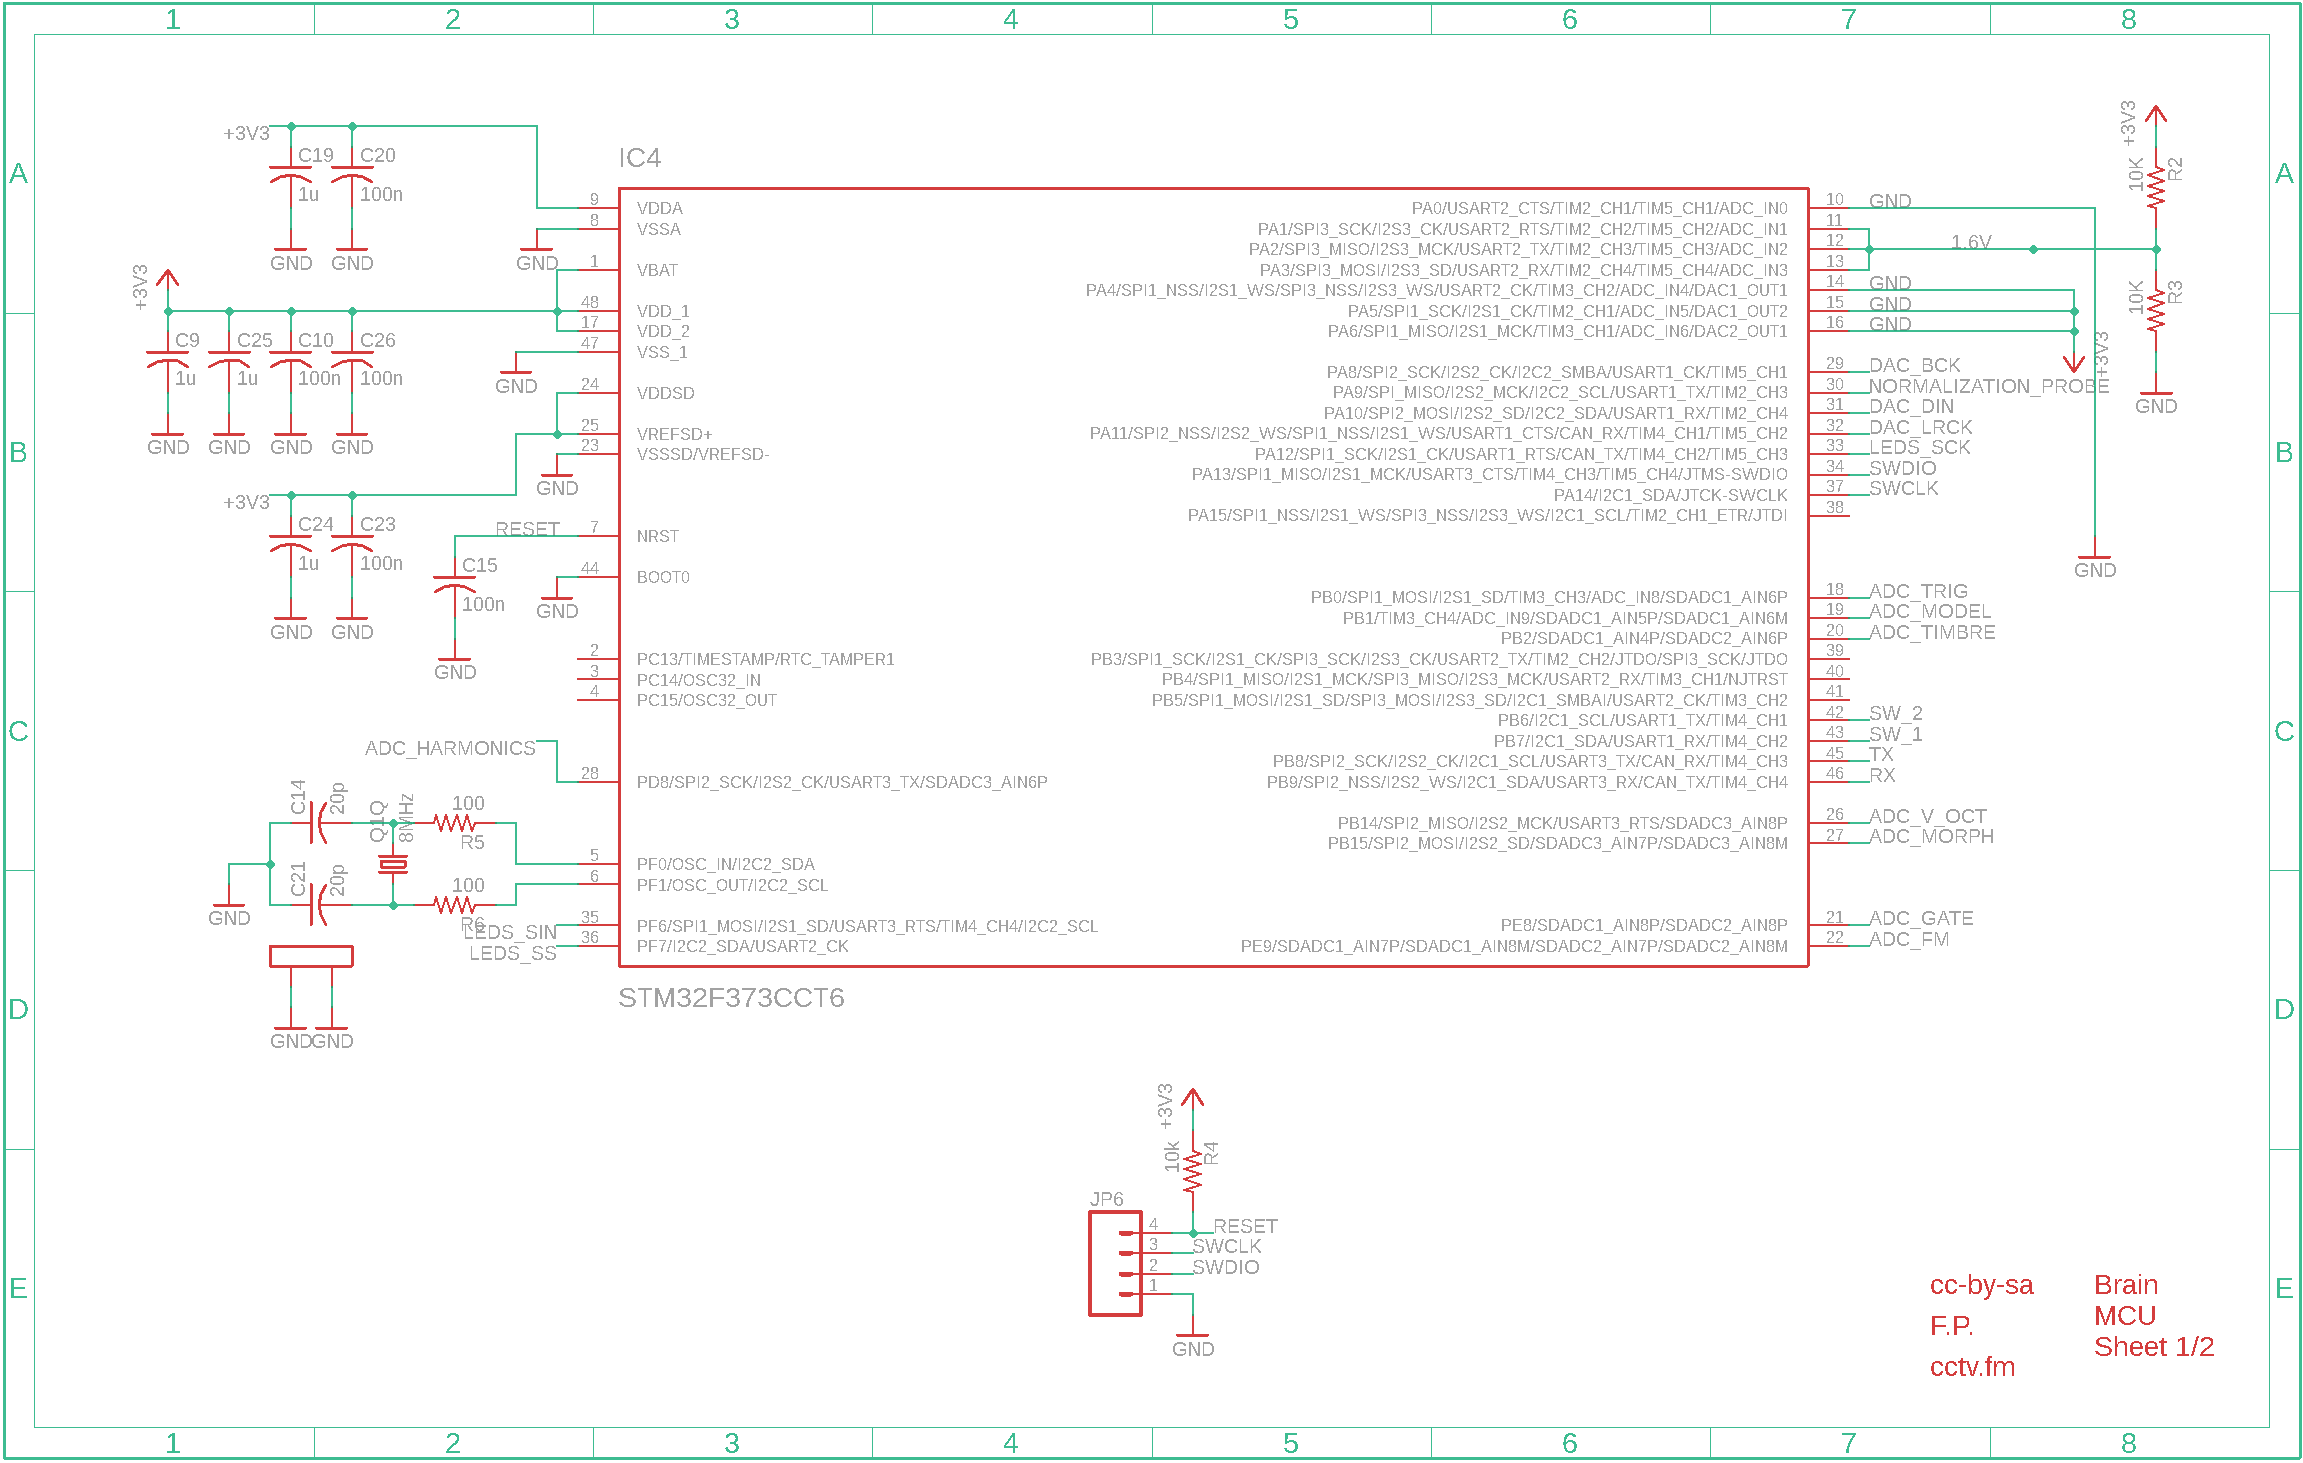 1 2 3 4 5 6 7 8
A A
B B
C C
D D
E E
+3V3
C19
1u
C20
100n
GND
GND
GND
+3V3
C9
1u
C25
1u
C10
100n
C26
100n
GND
GND
GND
GND
GND
GND
+3V3
C24
1u
C23
100n
GND
GND
RESET
C15
100n
GND
GND
ADC_HARMONICS
C14
20p
Q1Q
8MHz
100
R5
C21
20p
100
R6
GND
LEDS_SIN
LEDS_SS
GND
GND
IC4
9 VDDA
8 VSSA
1 VBAT
48 VDD_1
17 VDD_2
47 VSS_1
24 VDDSD
25 VREFSD+
23 VSSSD/VREFSD-
7 NRST
44 BOOT0
2 PC13/TIMESTAMP/RTC_TAMPER1
3 PC14/OSC32_IN
4 PC15/OSC32_OUT
28 PD8/SPI2_SCK/I2S2_CK/USART3_TX/SDADC3_AIN6P
5 PF0/OSC_IN/I2C2_SDA
6 PF1/OSC_OUT/I2C2_SCL
35 PF6/SPI1_MOSI/I2S1_SD/USART3_RTS/TIM4_CH4/I2C2_SCL
36 PF7/I2C2_SDA/USART2_CK
PA0/USART2_CTS/TIM2_CH1/TIM5_CH1/ADC_IN0 10 GND
PA1/SPI3_SCK/I2S3_CK/USART2_RTS/TIM2_CH2/TIM5_CH2/ADC_IN1 11
PA2/SPI3_MISO/I2S3_MCK/USART2_TX/TIM2_CH3/TIM5_CH3/ADC_IN2 12 1.6V
PA3/SPI3_MOSI/I2S3_SD/USART2_RX/TIM2_CH4/TIM5_CH4/ADC_IN3 13
PA4/SPI1_NSS/I2S1_WS/SPI3_NSS/I2S3_WS/USART2_CK/TIM3_CH2/ADC_IN4/DAC1_OUT1 14 GND
PA5/SPI1_SCK/I2S1_CK/TIM2_CH1/ADC_IN5/DAC1_OUT2 15 GND
PA6/SPI1_MISO/I2S1_MCK/TIM3_CH1/ADC_IN6/DAC2_OUT1 16 GND
PA8/SPI2_SCK/I2S2_CK/I2C2_SMBA/USART1_CK/TIM5_CH1 29 DAC_BCK
PA9/SPI_MISO/I2S2_MCK/I2C2_SCL/USART1_TX/TIM2_CH3 30 NORMALIZATION_PROBE
PA10/SPI2_MOSI/I2S2_SD/I2C2_SDA/USART1_RX/TIM2_CH4 31 DAC_DIN
PA11/SPI2_NSS/I2S2_WS/SPI1_NSS/I2S1_WS/USART1_CTS/CAN_RX/TIM4_CH1/TIM5_CH2 32 DAC_LRCK
PA12/SPI1_SCK/I2S1_CK/USART1_RTS/CAN_TX/TIM4_CH2/TIM5_CH3 33 LEDS_SCK
PA13/SPI1_MISO/I2S1_MCK/USART3_CTS/TIM4_CH3/TIM5_CH4/JTMS-SWDIO 34 SWDIO
PA14/I2C1_SDA/JTCK-SWCLK 37 SWCLK
PA15/SPI1_NSS/I2S1_WS/SPI3_NSS/I2S3_WS/I2C1_SCL/TIM2_CH1_ETR/JTDI 38
PB0/SPI1_MOSI/I2S1_SD/TIM3_CH3/ADC_IN8/SDADC1_AIN6P 18 ADC_TRIG
PB1/TIM3_CH4/ADC_IN9/SDADC1_AIN5P/SDADC1_AIN6M 19 ADC_MODEL
PB2/SDADC1_AIN4P/SDADC2_AIN6P 20 ADC_TIMBRE
PB3/SPI1_SCK/I2S1_CK/SPI3_SCK/I2S3_CK/USART2_TX/TIM2_CH2/JTDO/SPI3_SCK/JTDO 39
PB4/SPI1_MISO/I2S1_MCK/SPI3_MISO/I2S3_MCK/USART2_RX/TIM3_CH1/NJTRST 40
PB5/SPI1_MOSI/I2S1_SD/SPI3_MOSI/I2S3_SD/I2C1_SMBAI/USART2_CK/TIM3_CH2 41
PB6/I2C1_SCL/USART1_TX/TIM4_CH1 42 SW_2
PB7/I2C1_SDA/USART1_RX/TIM4_CH2 43 SW_1
PB8/SPI2_SCK/I2S2_CK/I2C1_SCL/USART3_TX/CAN_RX/TIM4_CH3 45 TX
PB9/SPI2_NSS/I2S2_WS/I2C1_SDA/USART3_RX/CAN_TX/TIM4_CH4 46 RX
PB14/SPI2_MISO/I2S2_MCK/USART3_RTS/SDADC3_AIN8P 26 ADC_V_OCT
PB15/SPI2_MOSI/I2S2_SD/SDADC3_AIN7P/SDADC3_AIN8M 27 ADC_MORPH
PE8/SDADC1_AIN8P/SDADC2_AIN8P 21 ADC_GATE
PE9/SDADC1_AIN7P/SDADC1_AIN8M/SDADC2_AIN7P/SDADC2_AIN8M 22 ADC_FM
STM32F373CCT6
+3V3
10K
R2
10K
R3
GND
+3V3
GND
+3V3
10k
R4
JP6
4 RESET
3 SWCLK
2 SWDIO
1
GND
cc-by-sa
F.P.
cctv.fm
Brain
MCU
Sheet 1/2
1 2 3 4 5 6 7 8